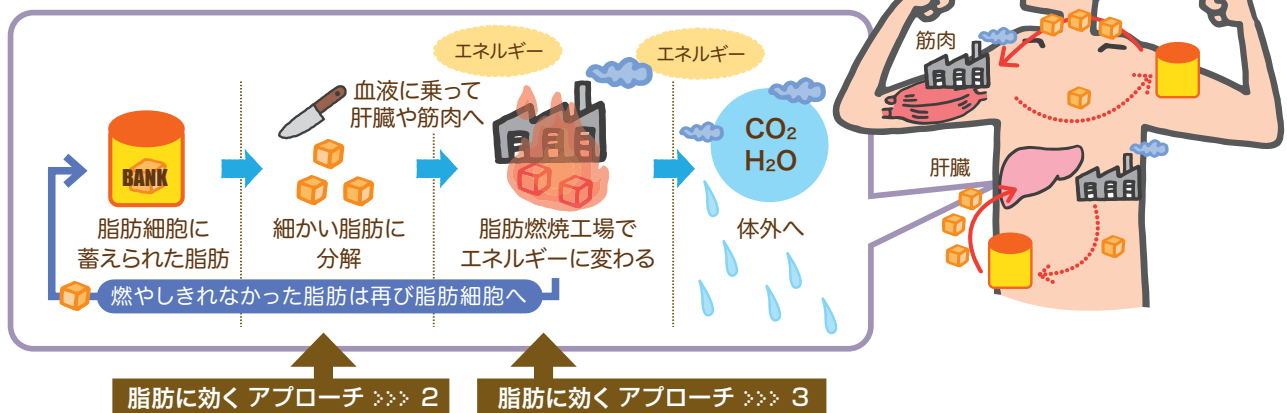 エネルギー
エネルギー
血液に乗って
肝臓や筋肉へ
BANK
CO₂
H₂O
脂肪細胞に
蓄えられた脂肪
細かい脂肪に
分解
脂肪燃焼工場で
エネルギーに変わる
体外へ
燃やしきれなかった脂肪は再び脂肪細胞へ
脂肪に効く アプローチ >>> 2
脂肪に効く アプローチ >>> 3
筋肉
肝臓